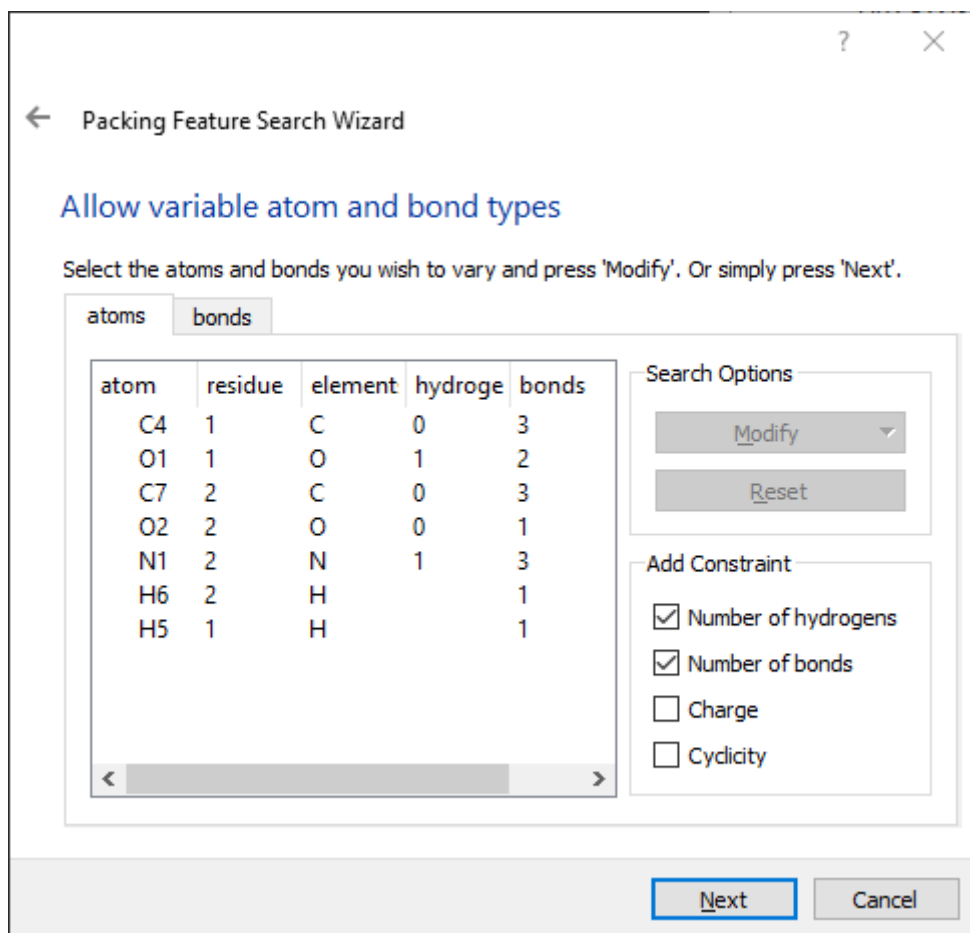 ?
Packing Feature Search Wizard
Allow variable atom and bond types
Select the atoms and bonds you wish to vary and press 'Modify'. Or simply press 'Next'.
atoms bonds
atom residue element hydroge bonds
C4 1 C 0 3
O1 1 O 1 2
C7 2 C 0 3
O2 2 O 0 1
N1 2 N 1 3
H6 2 H 1
H5 1 H 1
Search Options
Modify
Reset
Add Constraint
Number of hydrogens
Number of bonds
Charge
Cyclicity
Next Cancel